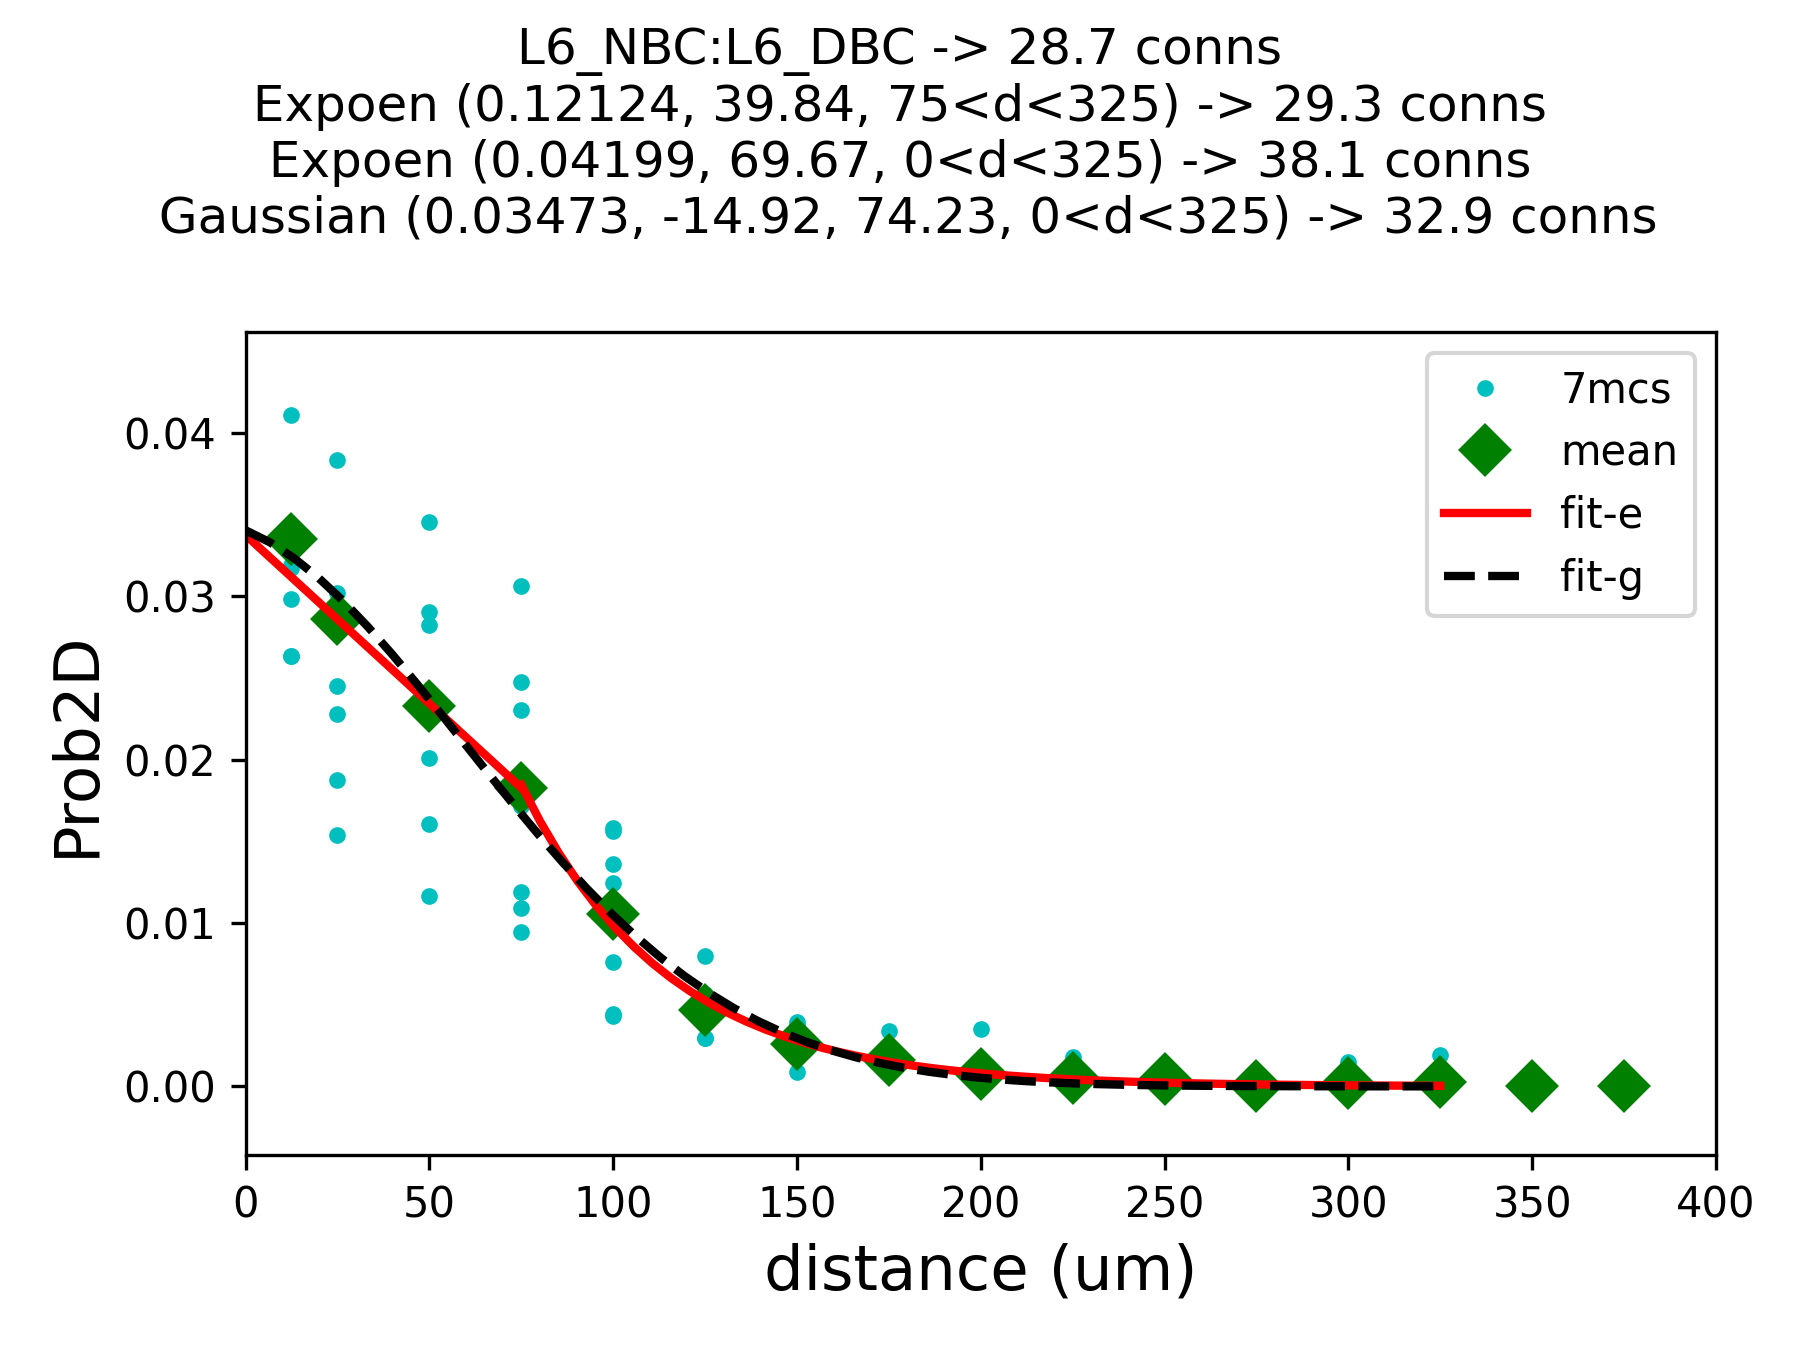 L6_NBC:L6_DBC -> 28.7 conns
Expoen (0.12124, 39.84, 75<d<325) -> 29.3 conns
Expoen (0.04199, 69.67, 0<d<325) -> 38.1 conns
Gaussian (0.03473, -14.92, 74.23, 0<d<325) -> 32.9 conns
7mcs
mean
fit-e
fit-g
Prob2D
0.04
0.03
0.02
0.01
0.00
0 50 100 150 200 250 300 350 400
distance (um)